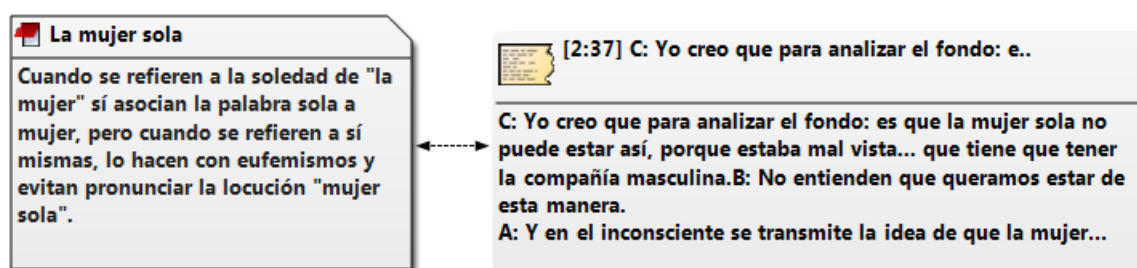 La mujer sola
Cuando se refieren a la soledad de "la
mujer" sí asocian la palabra sola a
mujer, pero cuando se refieren a sí
mismas, lo hacen con eufemismos y
evitan pronunciar la locución "mujer
sola".
[2:37] C: Yo creo que para analizar el fondo: e..
C: Yo creo que para analizar el fondo: es que la mujer sola no
puede estar así, porque estaba mal vista... que tiene que tener
la compañía masculina.B: No entienden que queramos estar de
esta manera.
A: Y en el inconsciente se transmite la idea de que la mujer...